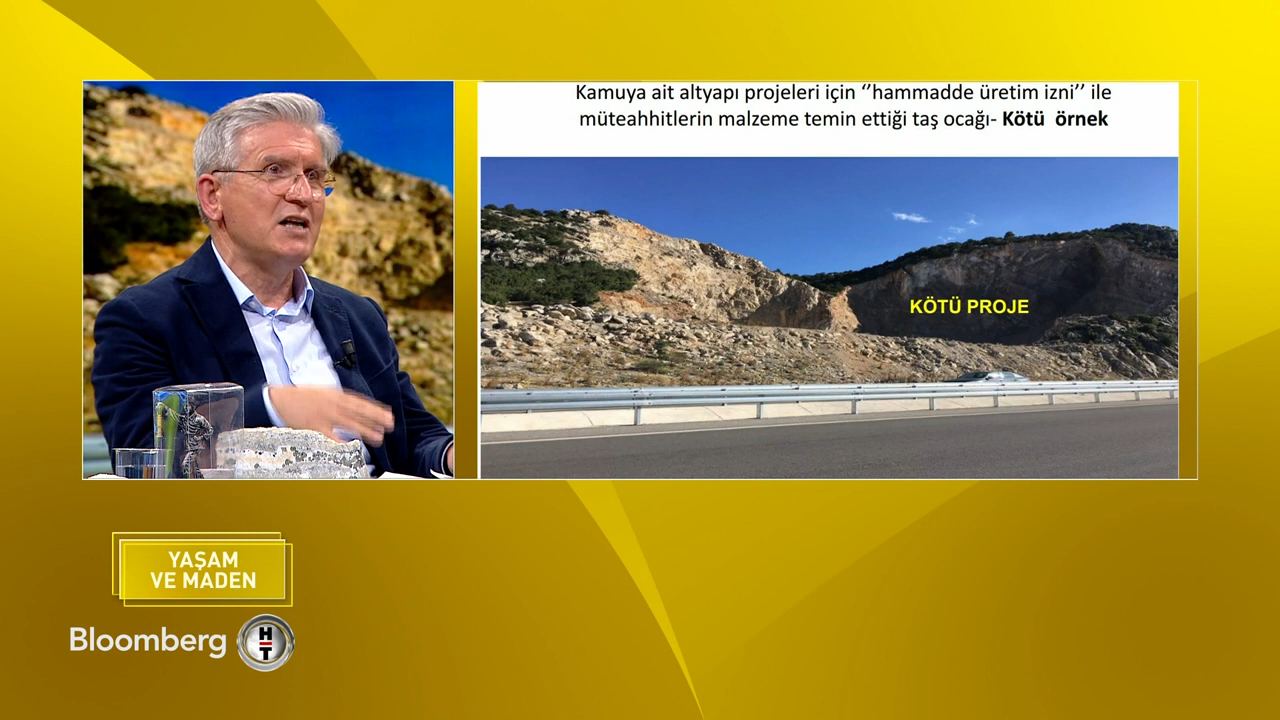 Kamuya ait altyapı projeleri için ‘’hammadde üretim izni’’ ile
müteahhitlerin malzeme temin ettiği taş ocağı- Kötü örnek
KÖTÜ PROJE
YAŞAM
VE MADEN
Bloomberg HT